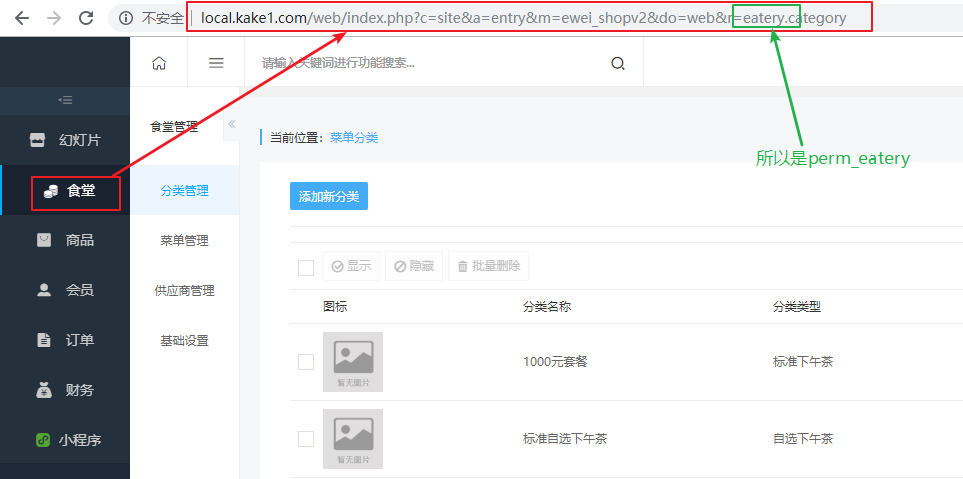 不安全 | local.kake1.com/web/index.php?c=site&a=entry&m=ewei_shopv2&do=web&r=eatery.category
请输入关键词进行功能搜索...
所以是perm_eatery
幻灯片
食堂
商品
会员
订单
财务
小程序
食堂管理
分类管理
菜单管理
供应商管理
基础设置
当前位置：菜单分类
添加新分类
显示 隐藏 批量删除
图标 分类名称 分类类型
暂无图片 1000元套餐 标准下午茶
暂无图片 标准自选下午茶 自选下午茶